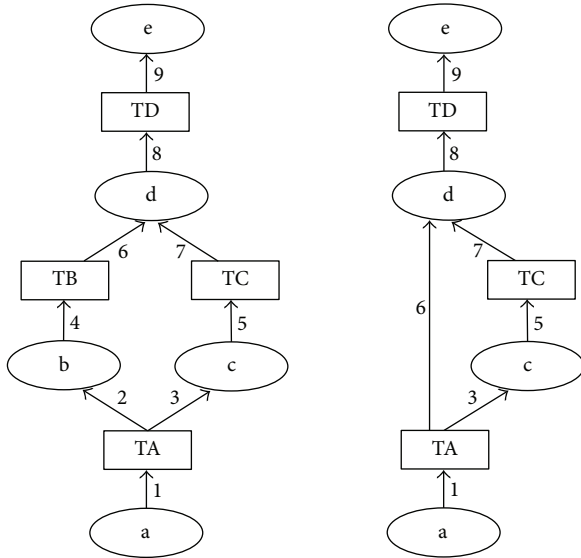 e e
9 9
TD TD
8 8
d d
6 7 7
TB TC TC
6
4 5 5
b c c
2 3 3
TA TA
1 1
a a